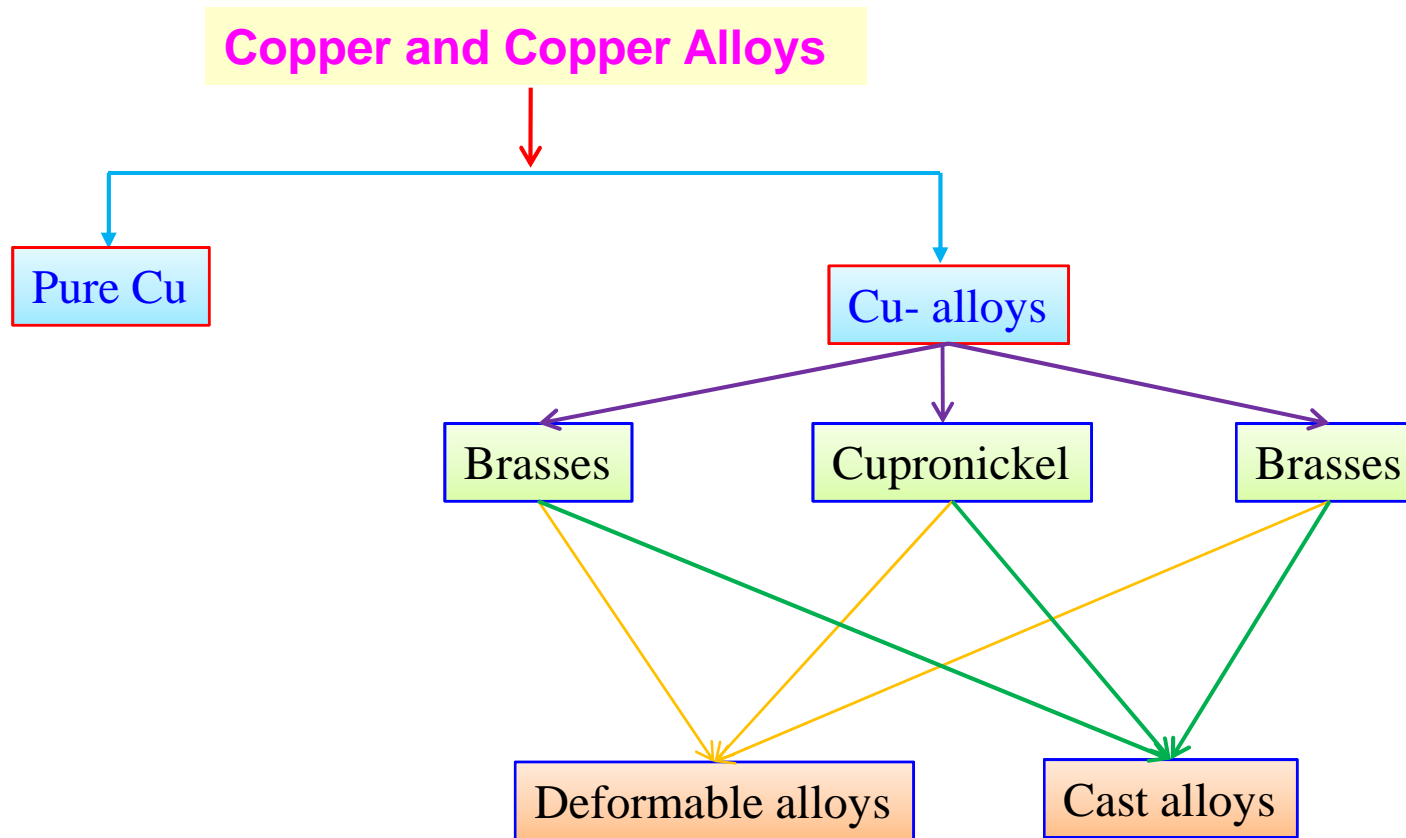 Copper and Copper Alloys
Pure Cu
Cu- alloys
Brasses
Cupronickel
Brasses
Deformable alloys
Cast alloys